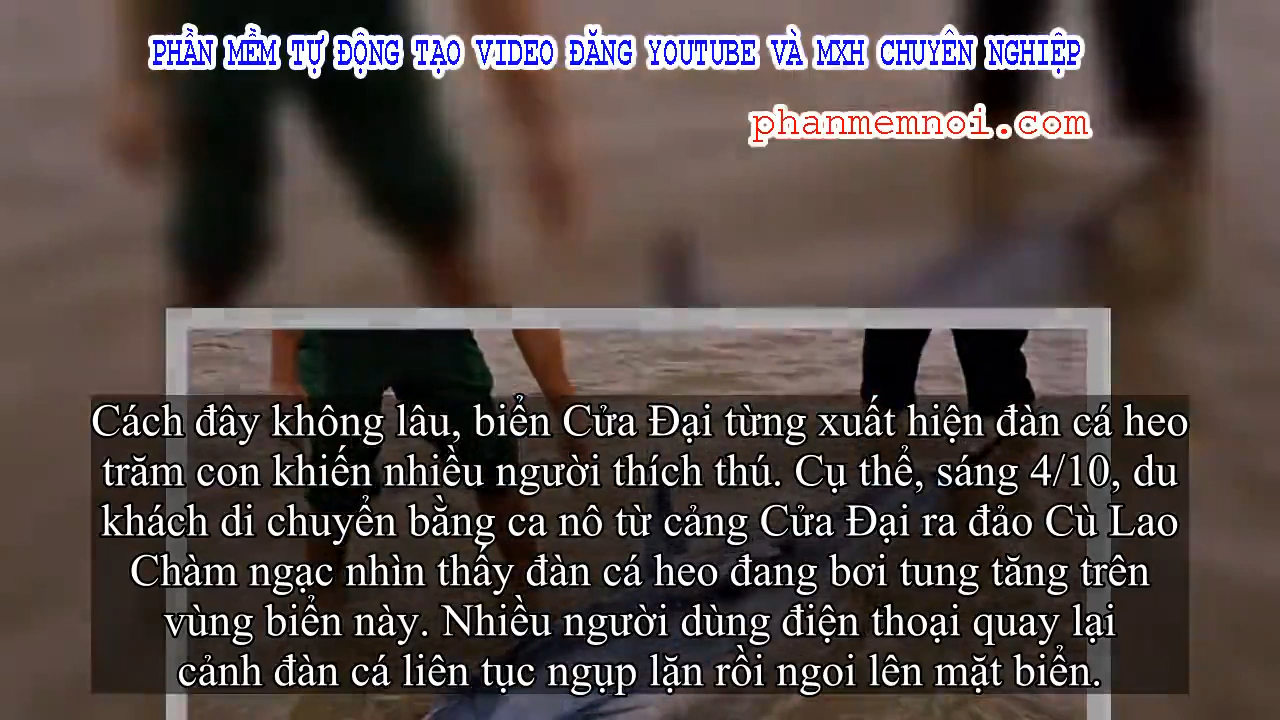 PHẦN MỀM TỰ ĐỘNG TẠO VIDEO ĐĂNG YOUTUBE VÀ MXH CHUYÊN NGHIỆP
phanmemnoi.com
Cách đây không lâu, biển Cửa Đại từng xuất hiện đàn cá heo
trăm con khiến nhiều người thích thú. Cụ thể, sáng 4/10, du
khách di chuyển bằng ca nô từ cảng Cửa Đại ra đảo Cù Lao
Chàm ngạc nhìn thấy đàn cá heo đang bơi tung tăng trên
vùng biển này. Nhiều người dùng điện thoại quay lại
cảnh đàn cá liên tục ngụp lặn rồi ngoi lên mặt biển.